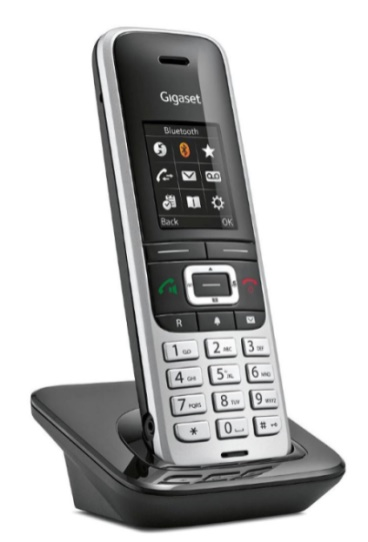 Gigaset
Bluetooth
Back OK
R
1 2 ABC 3 DEF
4 GHI 5 JKL 6 MNO
7 PQRS 8 TUV 9 WXYZ
* 0 #